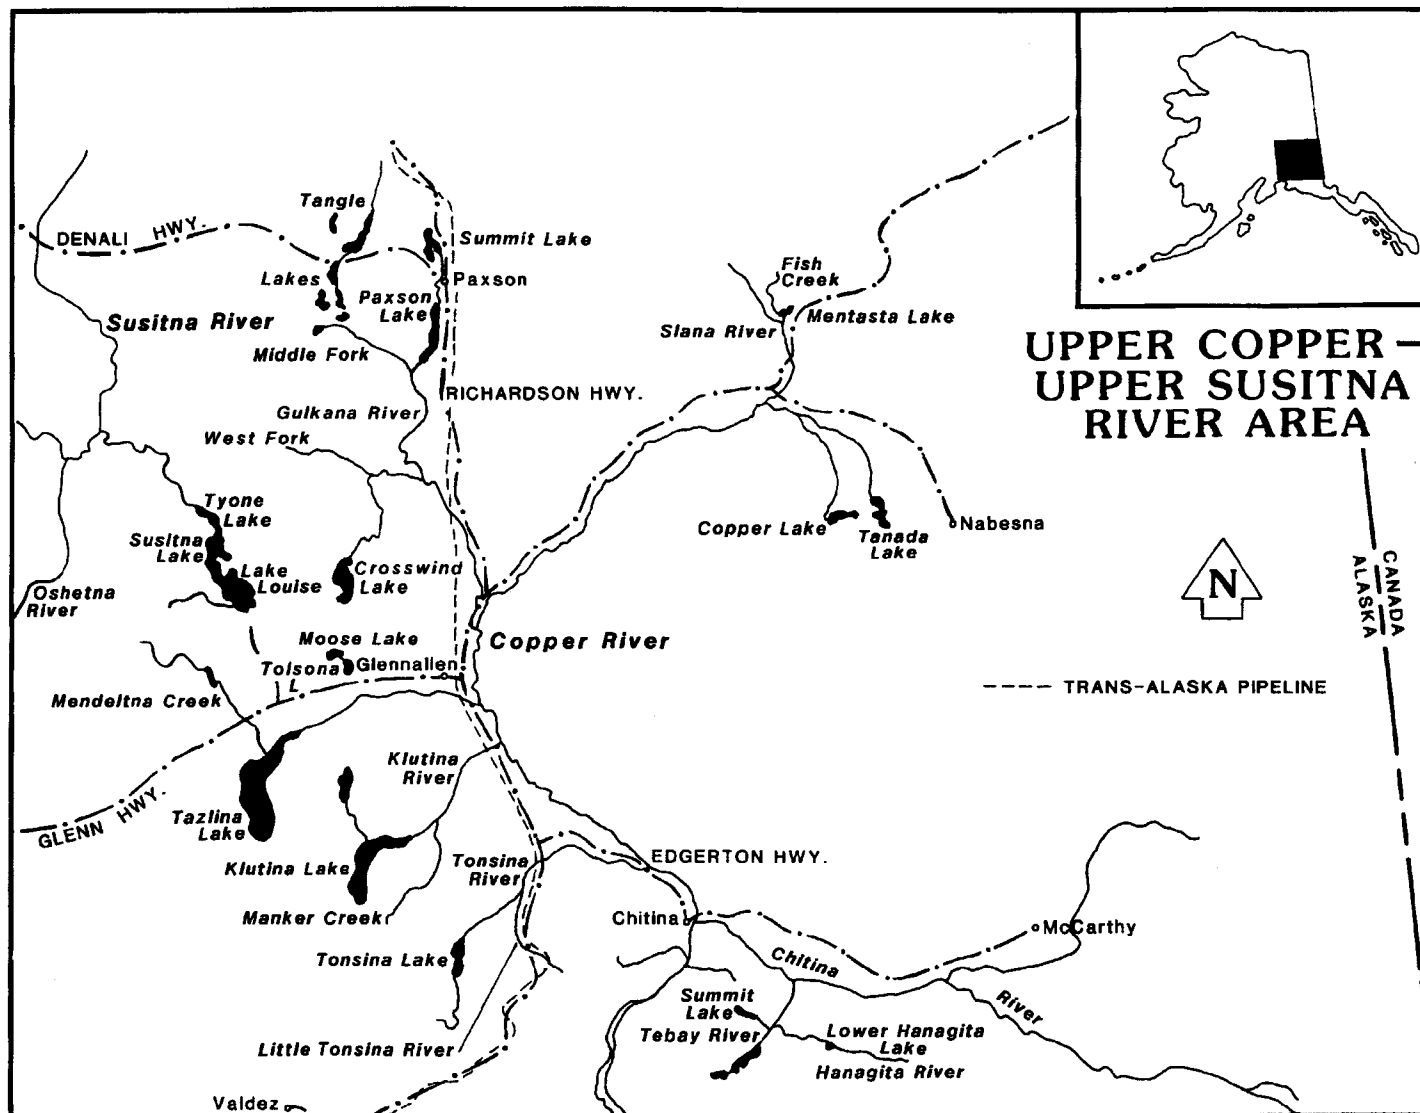 Tangle
DENALI HWY.
Summit Lake
Lakes
Paxson
Paxson
Lake
Susitna River
Middle Fork
Fish
Creek
Slana River
Mentasta Lake
UPPER COPPER –
UPPER SUSITNA
RIVER AREA
RICHARDSON HWY.
Gulkana River
West Fork
Tyone
Lake
Susitna
Lake
Lake
Louise
Crosswind
Lake
Copper Lake
Tanada
Lake
Nabesna
N
CANADA
ALASKA
Oshetna
River
Moose Lake
Copper River
Tolsona
L
Glennallen
Mendeltna Creek
TRANS-ALASKA PIPELINE
Klutina
River
GLENN HWY.
Tazlina
Lake
Klutina Lake
Tonsina
River
EDGERTON HWY.
Manker Creek
Chitina
McCarthy
Tonsina Lake
Chitina
River
Summit
Lake
Tebay River
Lower Hanagita
Lake
Hanagita River
Little Tonsina River
Valdez